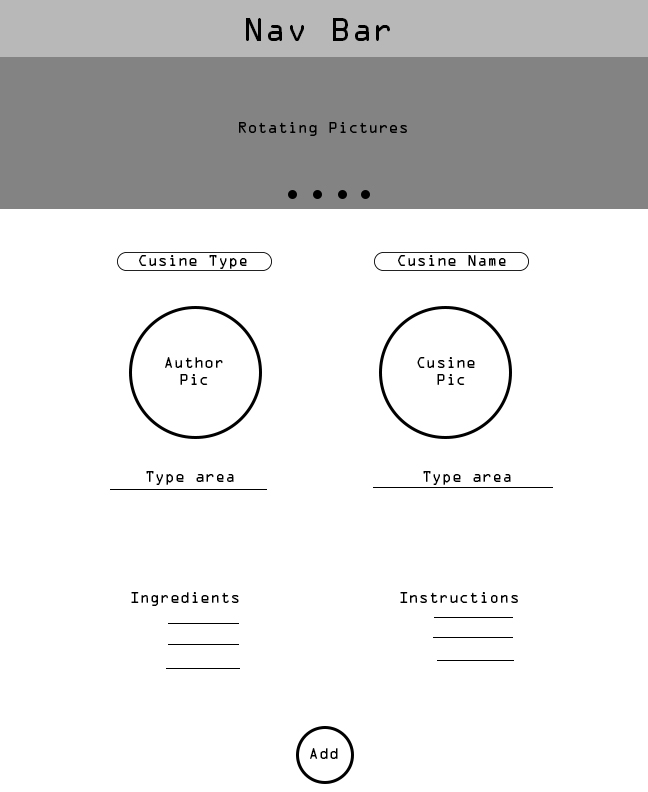 Nav Bar
Rotating Pictures
Cusine Type
Cusine Name
Author
Pic
Cusine
Pic
Type area
Type area
Ingredients
Instructions
Add